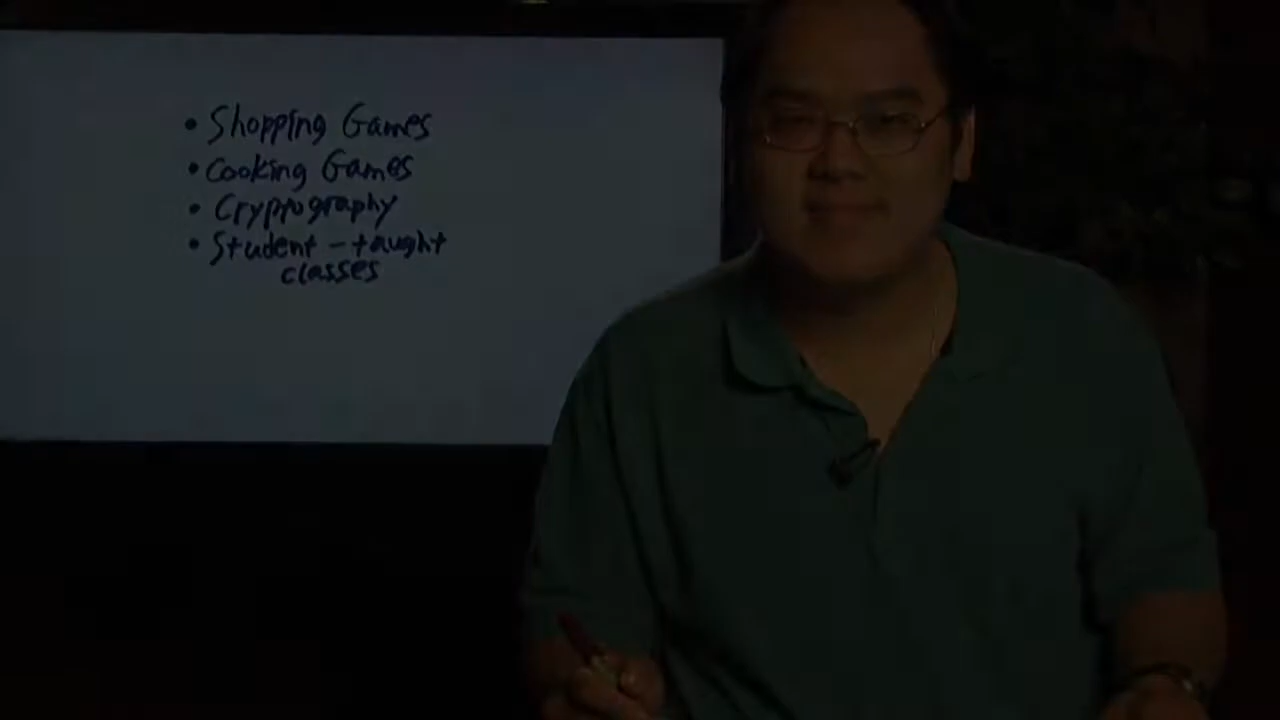 • Shopping Games
• Cooking Games
• Cryptography
• Student-taught
classes